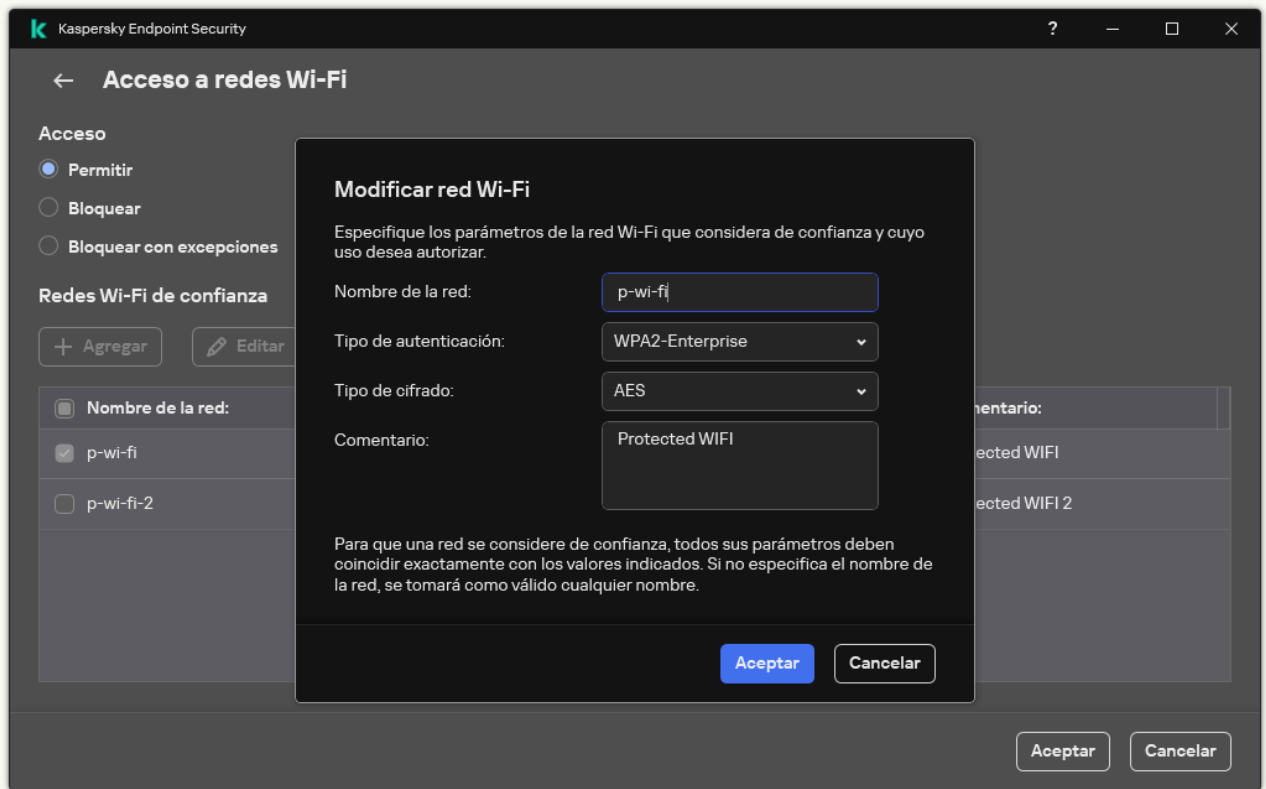 Kaspersky Endpoint Security
?
Acceso a redes Wi-Fi
Acceso
Permitir
Bloquear
Bloquear con excepciones
Redes Wi-Fi de confianza
Agregar
Editar
Nombre de la red:
p-wi-fi
p-wi-fi-2
Modificar red Wi-Fi
Especifique los parámetros de la red Wi-Fi que considera de confianza y cuyo
uso desea autorizar.
Nombre de la red: p-wi-fi
Tipo de autenticación: WPA2-Enterprise
Tipo de cifrado: AES
Comentario: Protected WIFI
Para que una red se considere de confianza, todos sus parámetros deben
coincidir exactamente con los valores indicados. Si no especifica el nombre de
la red, se tomará como válido cualquier nombre.
Aceptar Cancelar
entario:
ected WIFI
ected WIFI 2
Aceptar Cancelar